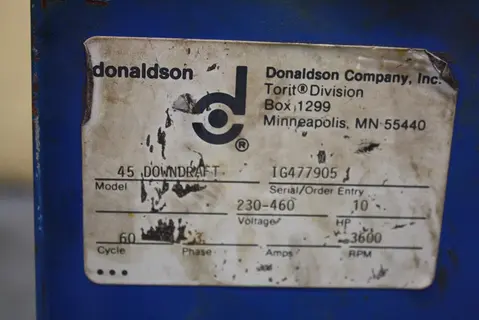 donaldson
Donaldson Company, Inc.
Torit® Division
Box 1299
Minneapolis, MN 55440
®
45 DOWNDRAFT IG477905
Model Serial/Order Entry
230-460 10
Voltage HP
60 3600
Cycle Phase Amps RPM